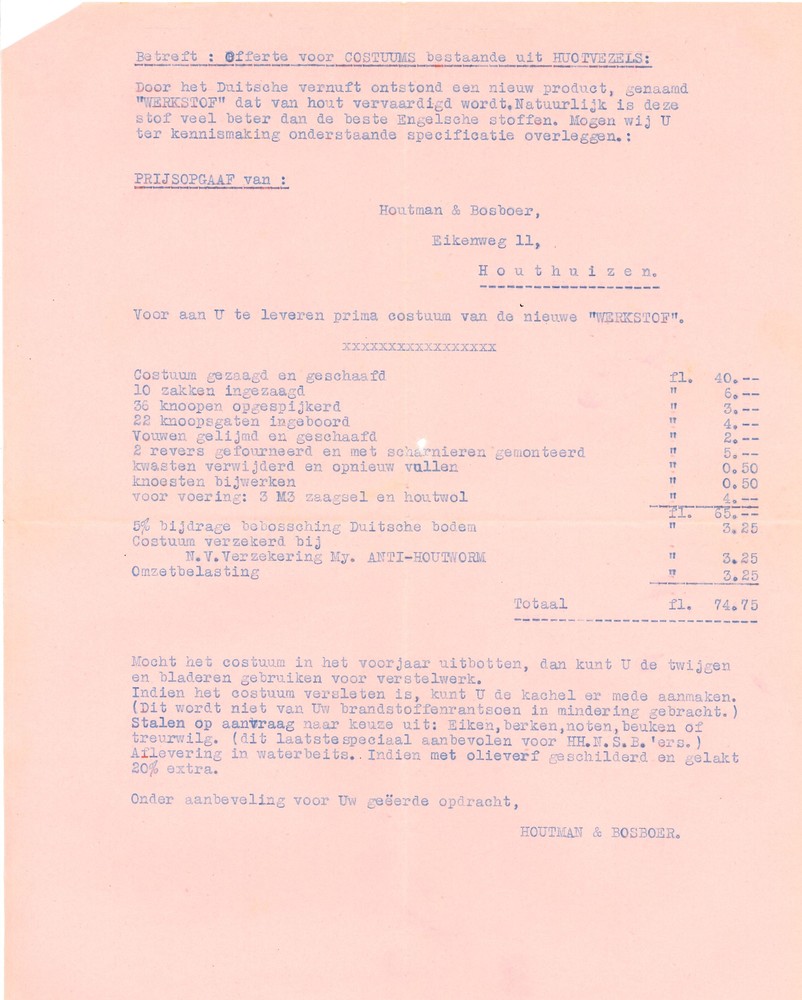 Betreft : Offerte voor COSTUUMS bestaande uit HUOTVEZELS:
Door het Duitsche vernuft ontstond een nieuw product, genaamd
"WERKSTOF" dat van hout vervaardigd wordt.Natuurlijk is deze
stof veel beter dan de beste Engelsche stoffen. Mogen wij U
ter kennismaking onderstaande specificatie overleggen.:
PRIJSOPGAAF van :
Houtman & Bosboer,
Eikenweg 11,
H o u t h u i z e n.
Voor aan U te leveren prima costuum van de nieuwe "WERKSTOF".
xxxxxxxxxxxxxxxxx
Costuum gezaagd en geschaafd fl. 40.--
10 zakken ingezaagd " 6.--
36 knoopen opgespijkerd " 3.--
22 knoopsgaten ingeboord " 4.--
Vouwen gelijmd en geschaafd " 2.--
2 revers gefourneerd en met scharnieren gemonteerd " 5.--
kwasten verwijderd en opnieuw vullen " 0.50
knoesten bijwerken " 0.50
voor voering: 3 M3 zaagsel en houtwol " 4.--
fl. 65.--
5% bijdrage bebossching Duitsche bodem " 3.25
Costuum verzekerd bij
N.V.Verzekering My. ANTI-HOUTWORM " 3.25
Omzetbelasting " 3.25
Totaal fl. 74.75
Mocht het costuum in het voorjaar uitbotten, dan kunt U de twijgen
en bladeren gebruiken voor verstelwerk.
Indien het costuum versleten is, kunt U de kachel er mede aanmaken.
(Dit wordt niet van Uw brandstoffenrantsoen in mindering gebracht.)
Stalen op aantvraag naar keuze uit: Eiken,berken,noten,beuken of
treurwilg. (dit laatstespeciaal aanbevolen voor HH.N.S.B.'ers.)
Aflevering in waterbeits.. Indien met olieverf geschilderd en gelakt
20% extra.
Onder aanbeveling voor Uw geëerde opdracht,
HOUTMAN & BOSBOER.